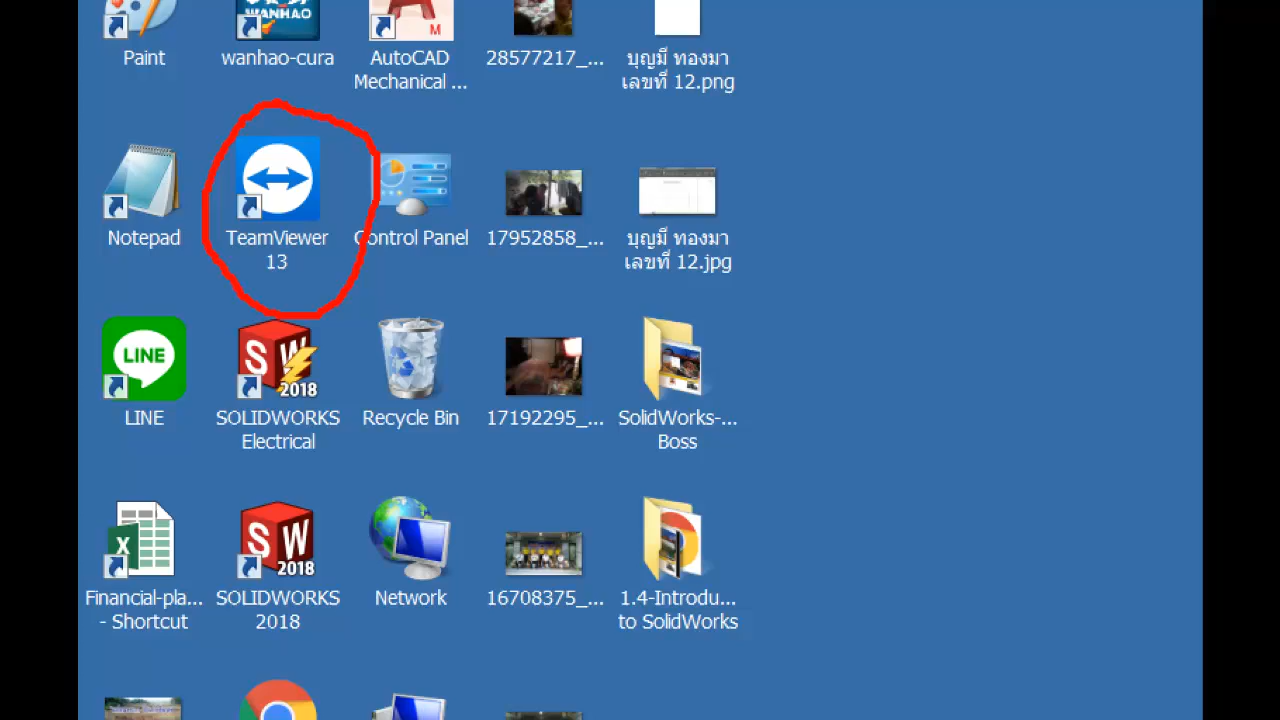 WANHAO
M
Paint
wanhao-cura
AutoCAD
Mechanical ...
28577217_...
บุญมี ทองมา
เลขที่ 12.png
Notepad
TeamViewer
13
Control Panel
17952858_...
บุญมี ทองมา
เลขที่ 12.jpg
LINE
LINE
SW
2018
SOLIDWORKS
Electrical
Recycle Bin
17192295_...
SolidWorks-...
Boss
X
Financial-pla...
- Shortcut
SW
2018
SOLIDWORKS
2018
Network
16708375_...
1.4-Introdu...
to SolidWorks